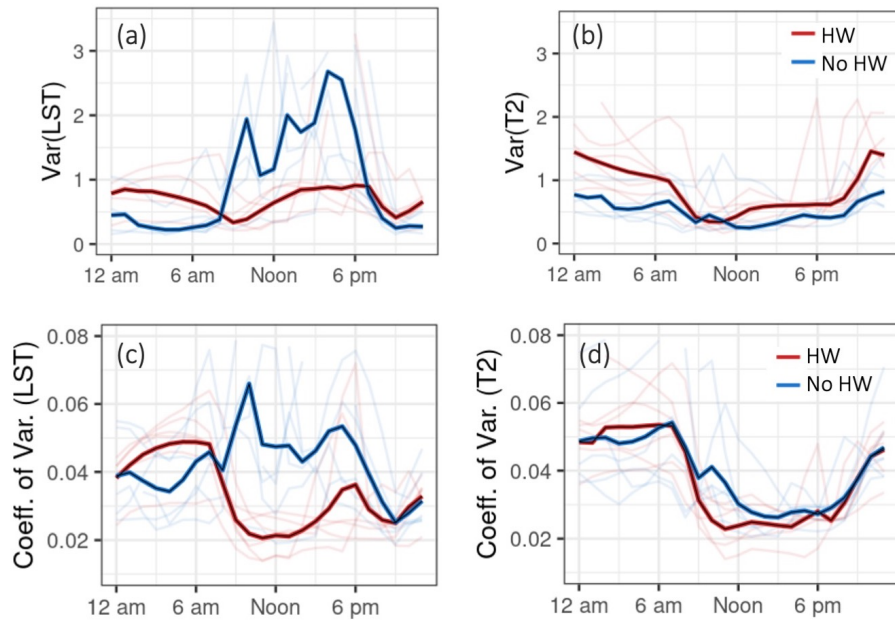 (a)
Var(LST)
3
2
1
0
12 am 6 am Noon 6 pm
(b)
HW
No HW
Var(T2)
3
2
1
0
12 am 6 am Noon 6 pm
(c)
Coeff. of Var. (LST)
0.08
0.06
0.04
0.02
12 am 6 am Noon 6 pm
(d)
HW
No HW
Coeff. of Var. (T2)
0.08
0.06
0.04
0.02
12 am 6 am Noon 6 pm